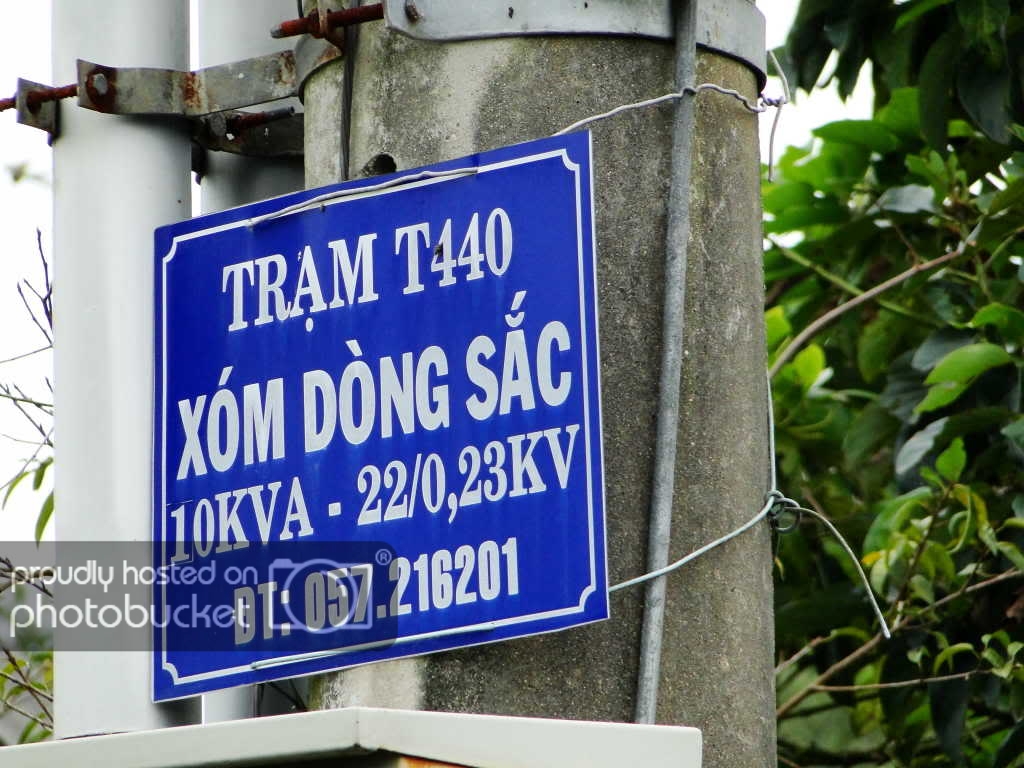 TRẠM T440
XÓM DÒNG SẮC
10KVA - 22/0,23KV
ĐT: 057.216201
proudly hosted on
photobucket®